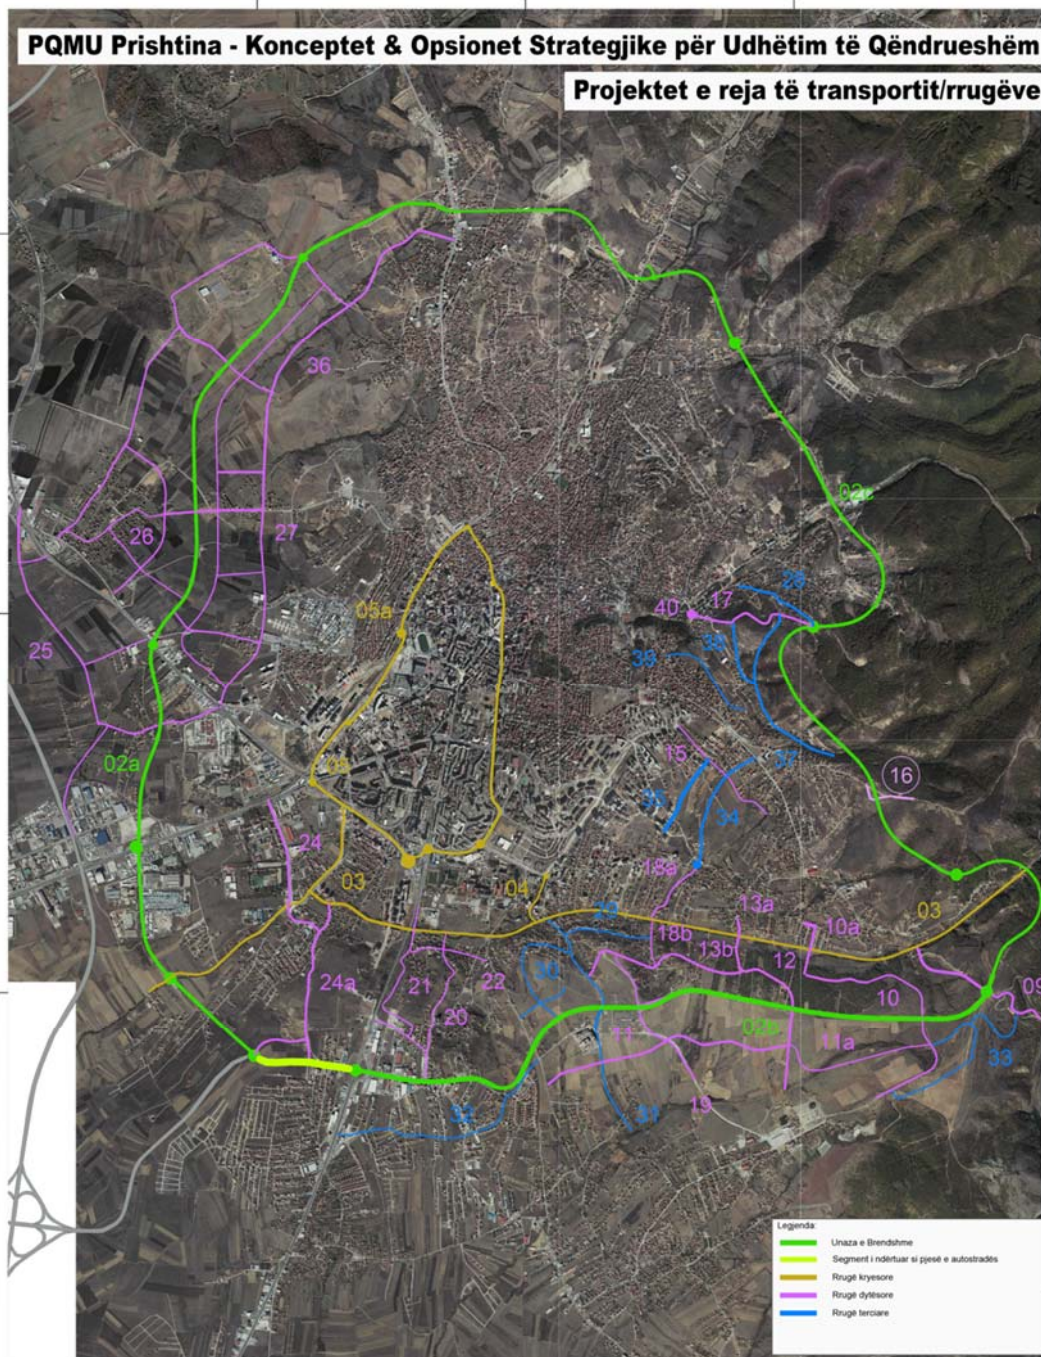 PQMU Prishtina - Konceptet & Opsionet Strategjike për Udhëtim të Qëndrueshëm
Projektet e reja të transportit/rrugëve
36
02c
26
27
28
17
40
05a
38
39
25
15
37
05
02a
16
35
34
24
18a
03
04
13a
03
29
10a
18b
13b
12
30
22
21
24a
10
09
20
11
02b
11a
33
19
32
31
Legjenda:
Unaza e Brendshme
Segment i ndërtuar si pjesë e autostradës
Rrugë kryesore
Rrugë dytësore
Rrugë terciare